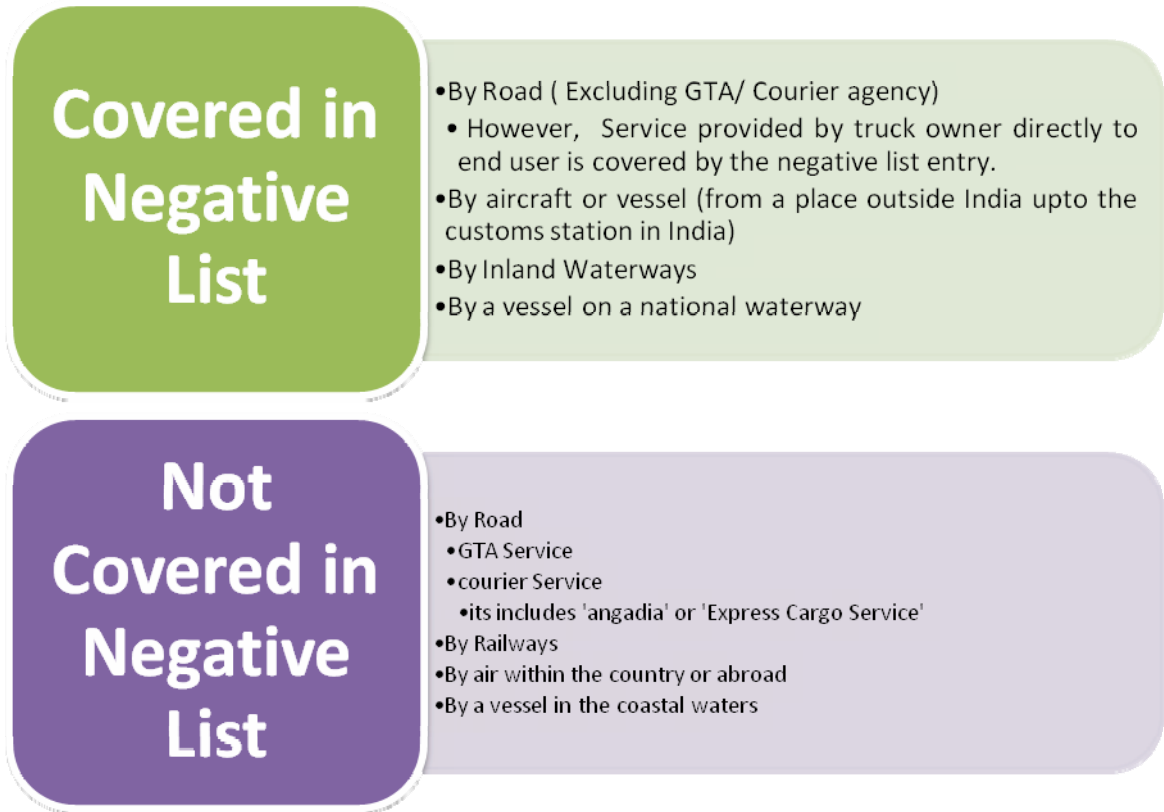 Covered in
Negative
List
•By Road ( Excluding GTA/ Courier agency)
• However, Service provided by truck owner directly to
end user is covered by the negative list entry.
•By aircraft or vessel (from a place outside India upto the
customs station in India)
•By Inland Waterways
•By a vessel on a national waterway
Not
Covered in
Negative
List
•By Road
•GTA Service
•courier Service
•its includes 'angadia' or 'Express Cargo Service'
•By Railways
•By air within the country or abroad
•By a vessel in the coastal waters